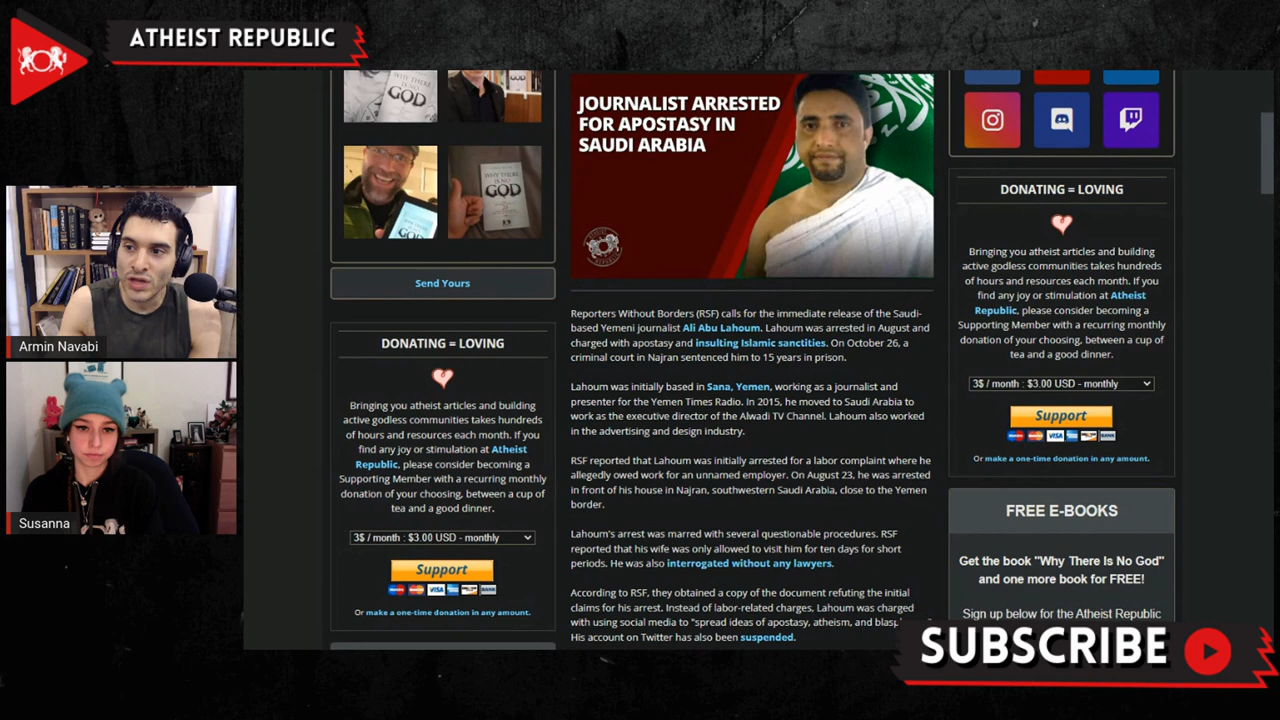 ATHEIST REPUBLIC
Armin Navabi
Susanna
WHY THERE
IS NO
GOD
GOD
WHY THERE
IS NO
GOD
Send Yours
DONATING = LOVING
Bringing you atheist articles and building
active godless communities takes hundreds
of hours and resources each month. If you
find any joy or stimulation at Atheist
Republic, please consider becoming a
Supporting Member with a recurring monthly
donation of your choosing, between a cup of
tea and a good dinner.
3$ / month : $3.00 USD - monthly
Support
VISA
BANK
Or make a one-time donation in any amount.
JOURNALIST ARRESTED
FOR APOSTASY IN
SAUDI ARABIA
Reporters Without Borders (RSF) calls for the immediate release of the Saudi-
based Yemeni journalist Ali Abu Lahoum. Lahoum was arrested in August and
charged with apostasy and insulting Islamic sanctities. On October 26, a
criminal court in Najran sentenced him to 15 years in prison.
Lahoum was initially based in Sana, Yemen, working as a journalist and
presenter for the Yemen Times Radio. In 2015, he moved to Saudi Arabia to
work as the executive director of the Alwadi TV Channel. Lahoum also worked
in the advertising and design industry.
RSF reported that Lahoum was initially arrested for a labor complaint where he
allegedly owed work for an unnamed employer. On August 23, he was arrested
in front of his house in Najran, southwestern Saudi Arabia, close to the Yemen
border.
Lahoum's arrest was marred with several questionable procedures. RSF
reported that his wife was only allowed to visit him for ten days for short
periods. He was also interrogated without any lawyers.
According to RSF, they obtained a copy of the document refuting the initial
claims for his arrest. Instead of labor-related charges, Lahoum was charged
with using social media to "spread ideas of apostasy, atheism, and
His account on Twitter has also been suspended.
DONATING = LOVING
Bringing you atheist articles and building
active godless communities takes hundreds
of hours and resources each month. If you
find any joy or stimulation at Atheist
Republic, please consider becoming a
Supporting Member with a recurring monthly
donation of your choosing, between a cup of
tea and a good dinner.
3$ / month : $3.00 USD - monthly
Support
VISA
BANK
Or make a one-time donation in any amount.
FREE E-BOOKS
Get the book "Why There Is No God"
and one more book for FREE!
Sign up below for the Atheist Republic
SUBSCRIBE